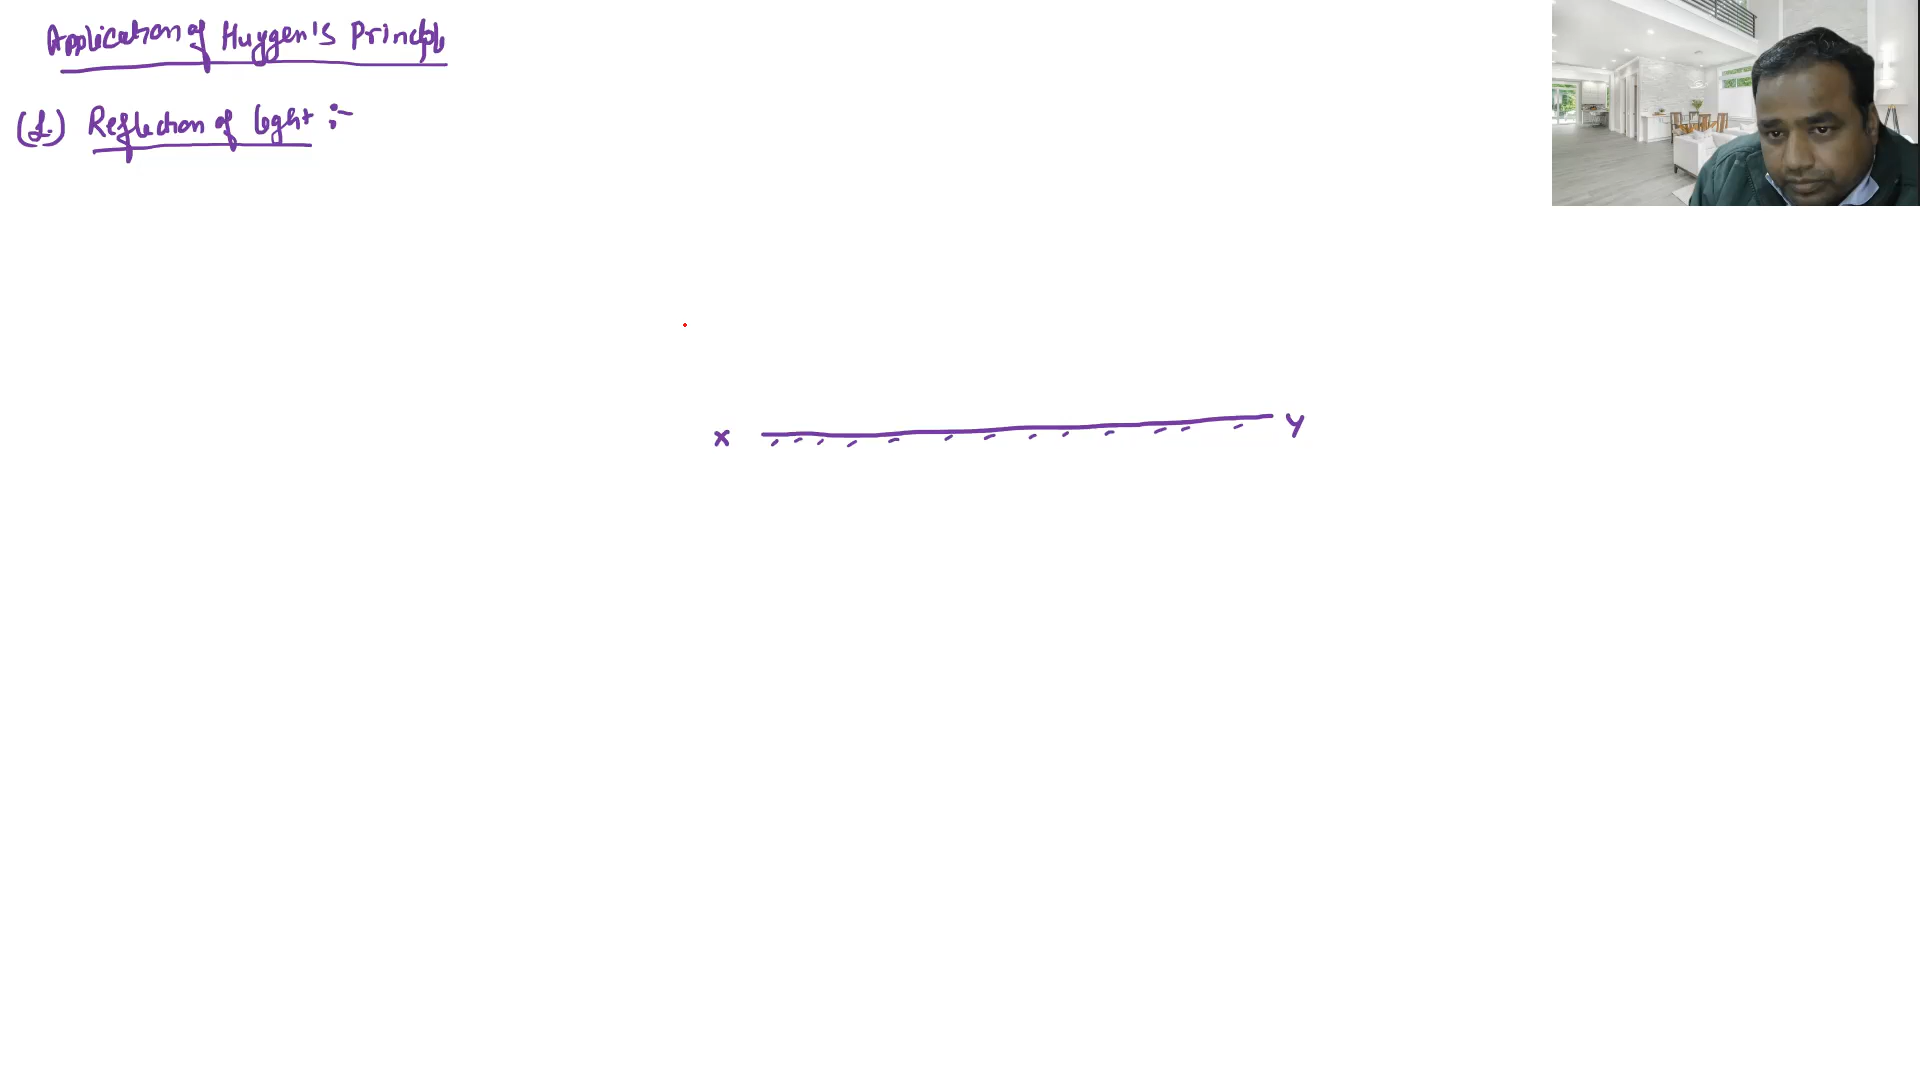 Application of Huygen's Principle
(1.) Reflection of light :-
X Y